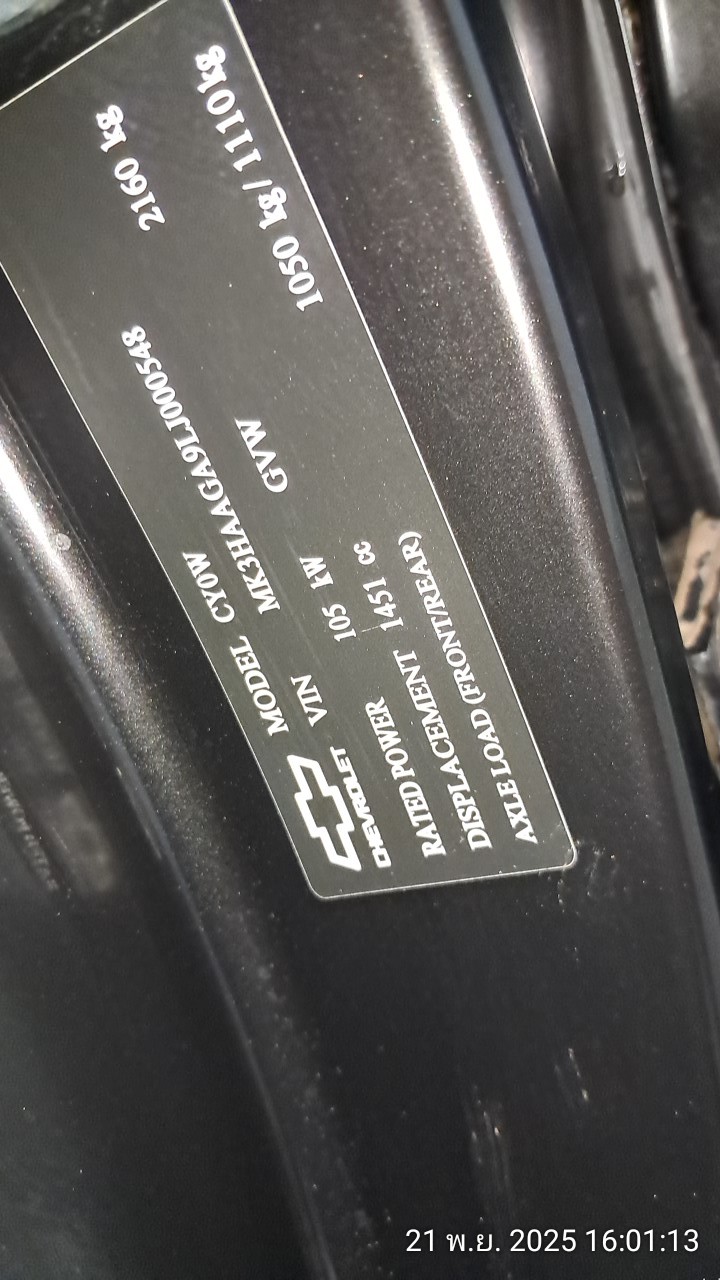 MODEL CY0W
VIN MK3HAAGA9LJ000548
CHEVROLET
RATED POWER 105 kW GVW 2160 kg
DISPLACEMENT 1451 cc
AXLE LOAD (FRONT/REAR) 1050 kg / 1110 kg
21 พ.ย. 2025 16:01:13